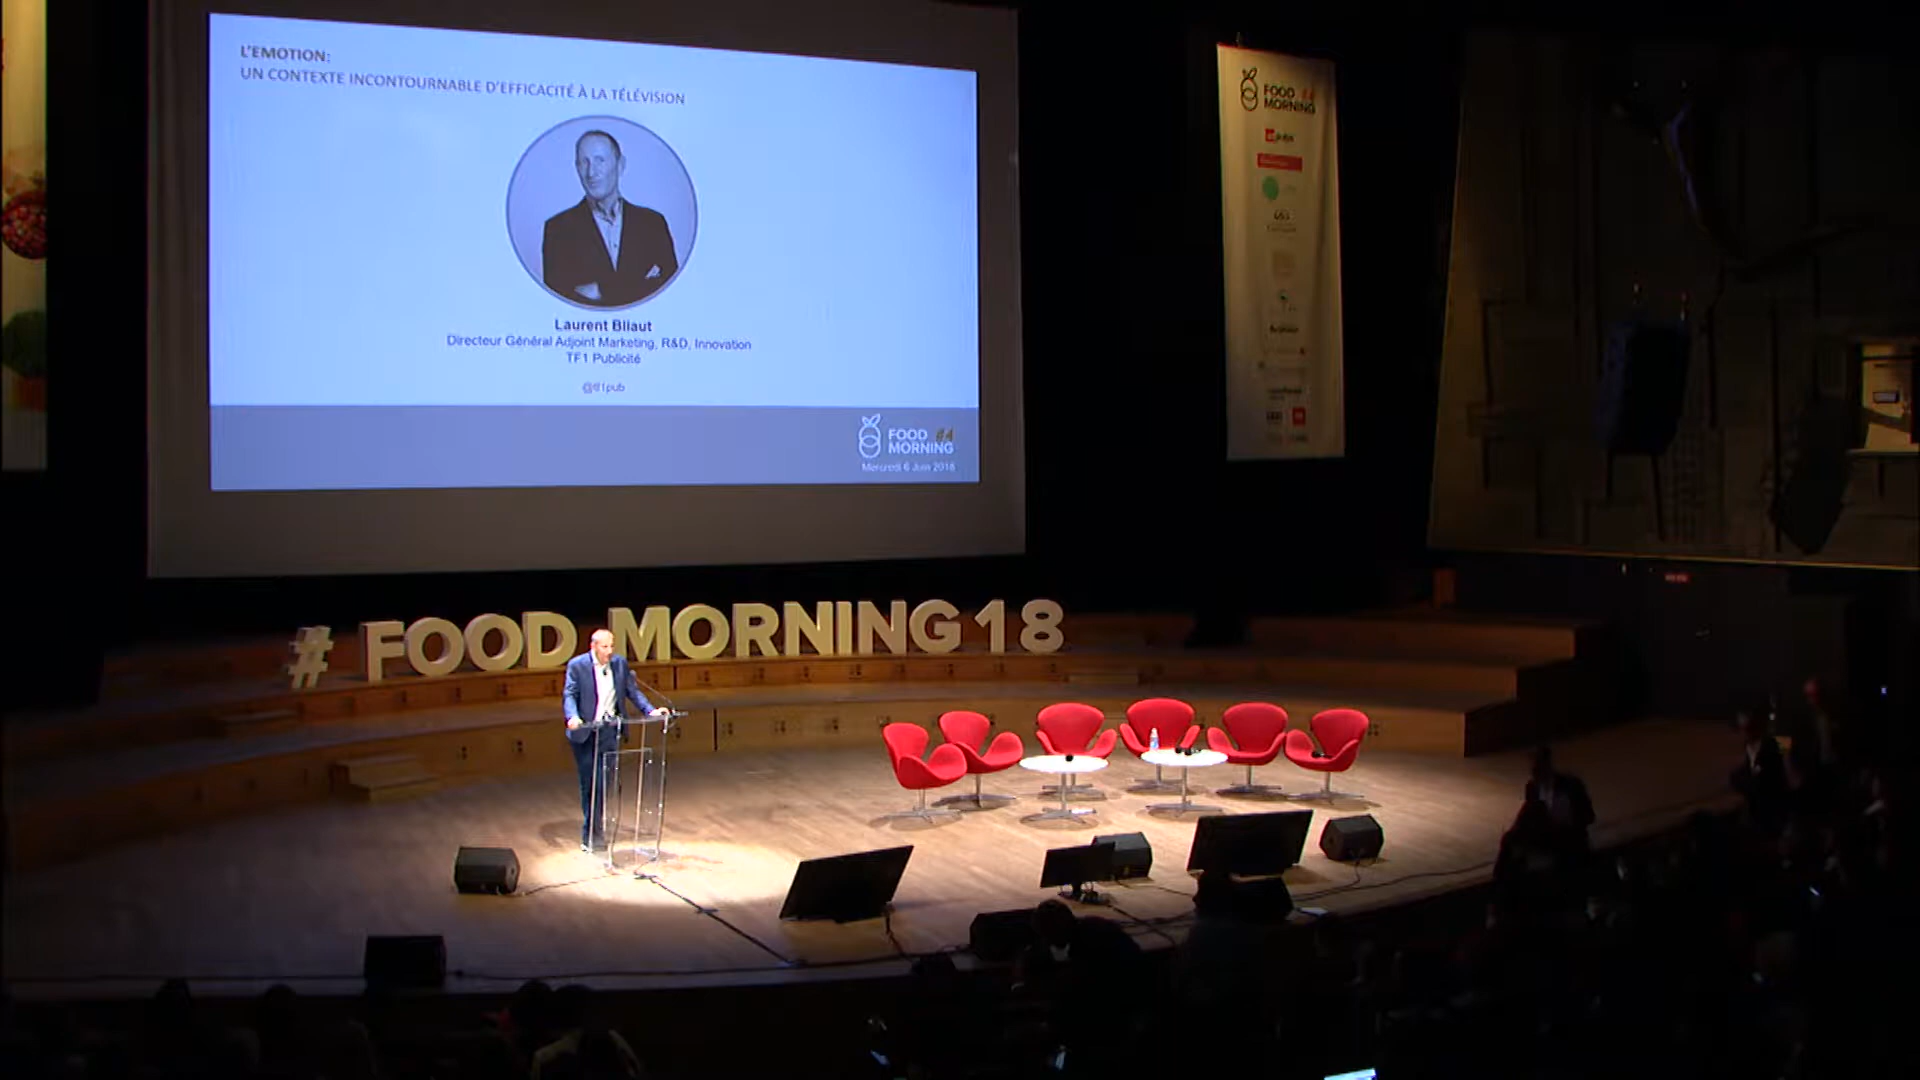 L'EMOTION:
UN CONTEXTE INCONTOURNABLE D'EFFICACITÉ À LA TÉLÉVISION
Laurent Bliaut
Directeur Général Adjoint Marketing, R&D, Innovation
TF1 Publicité
@tf1pub
FOOD #4
MORNING
Mercredi 6 Juin 2018
FOOD #4
MORNING
# FOOD MORNING 18